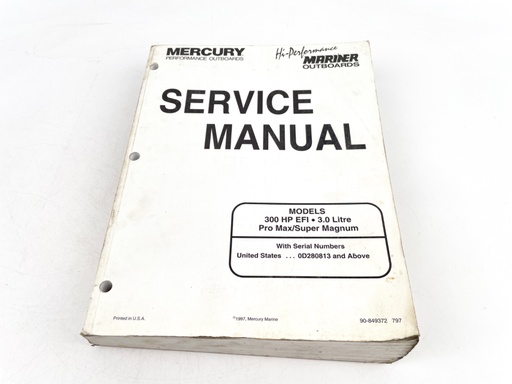 MERCURY
PERFORMANCE OUTBOARDS
Hi-Performance
MARINER
OUTBOARDS
SERVICE
MANUAL
MODELS
300 HP EFI • 3.0 Litre
Pro Max/Super Magnum
With Serial Numbers
United States . . . 0D280813 and Above
Printed in U.S.A.
©1997, Mercury Marine
90-849372 797